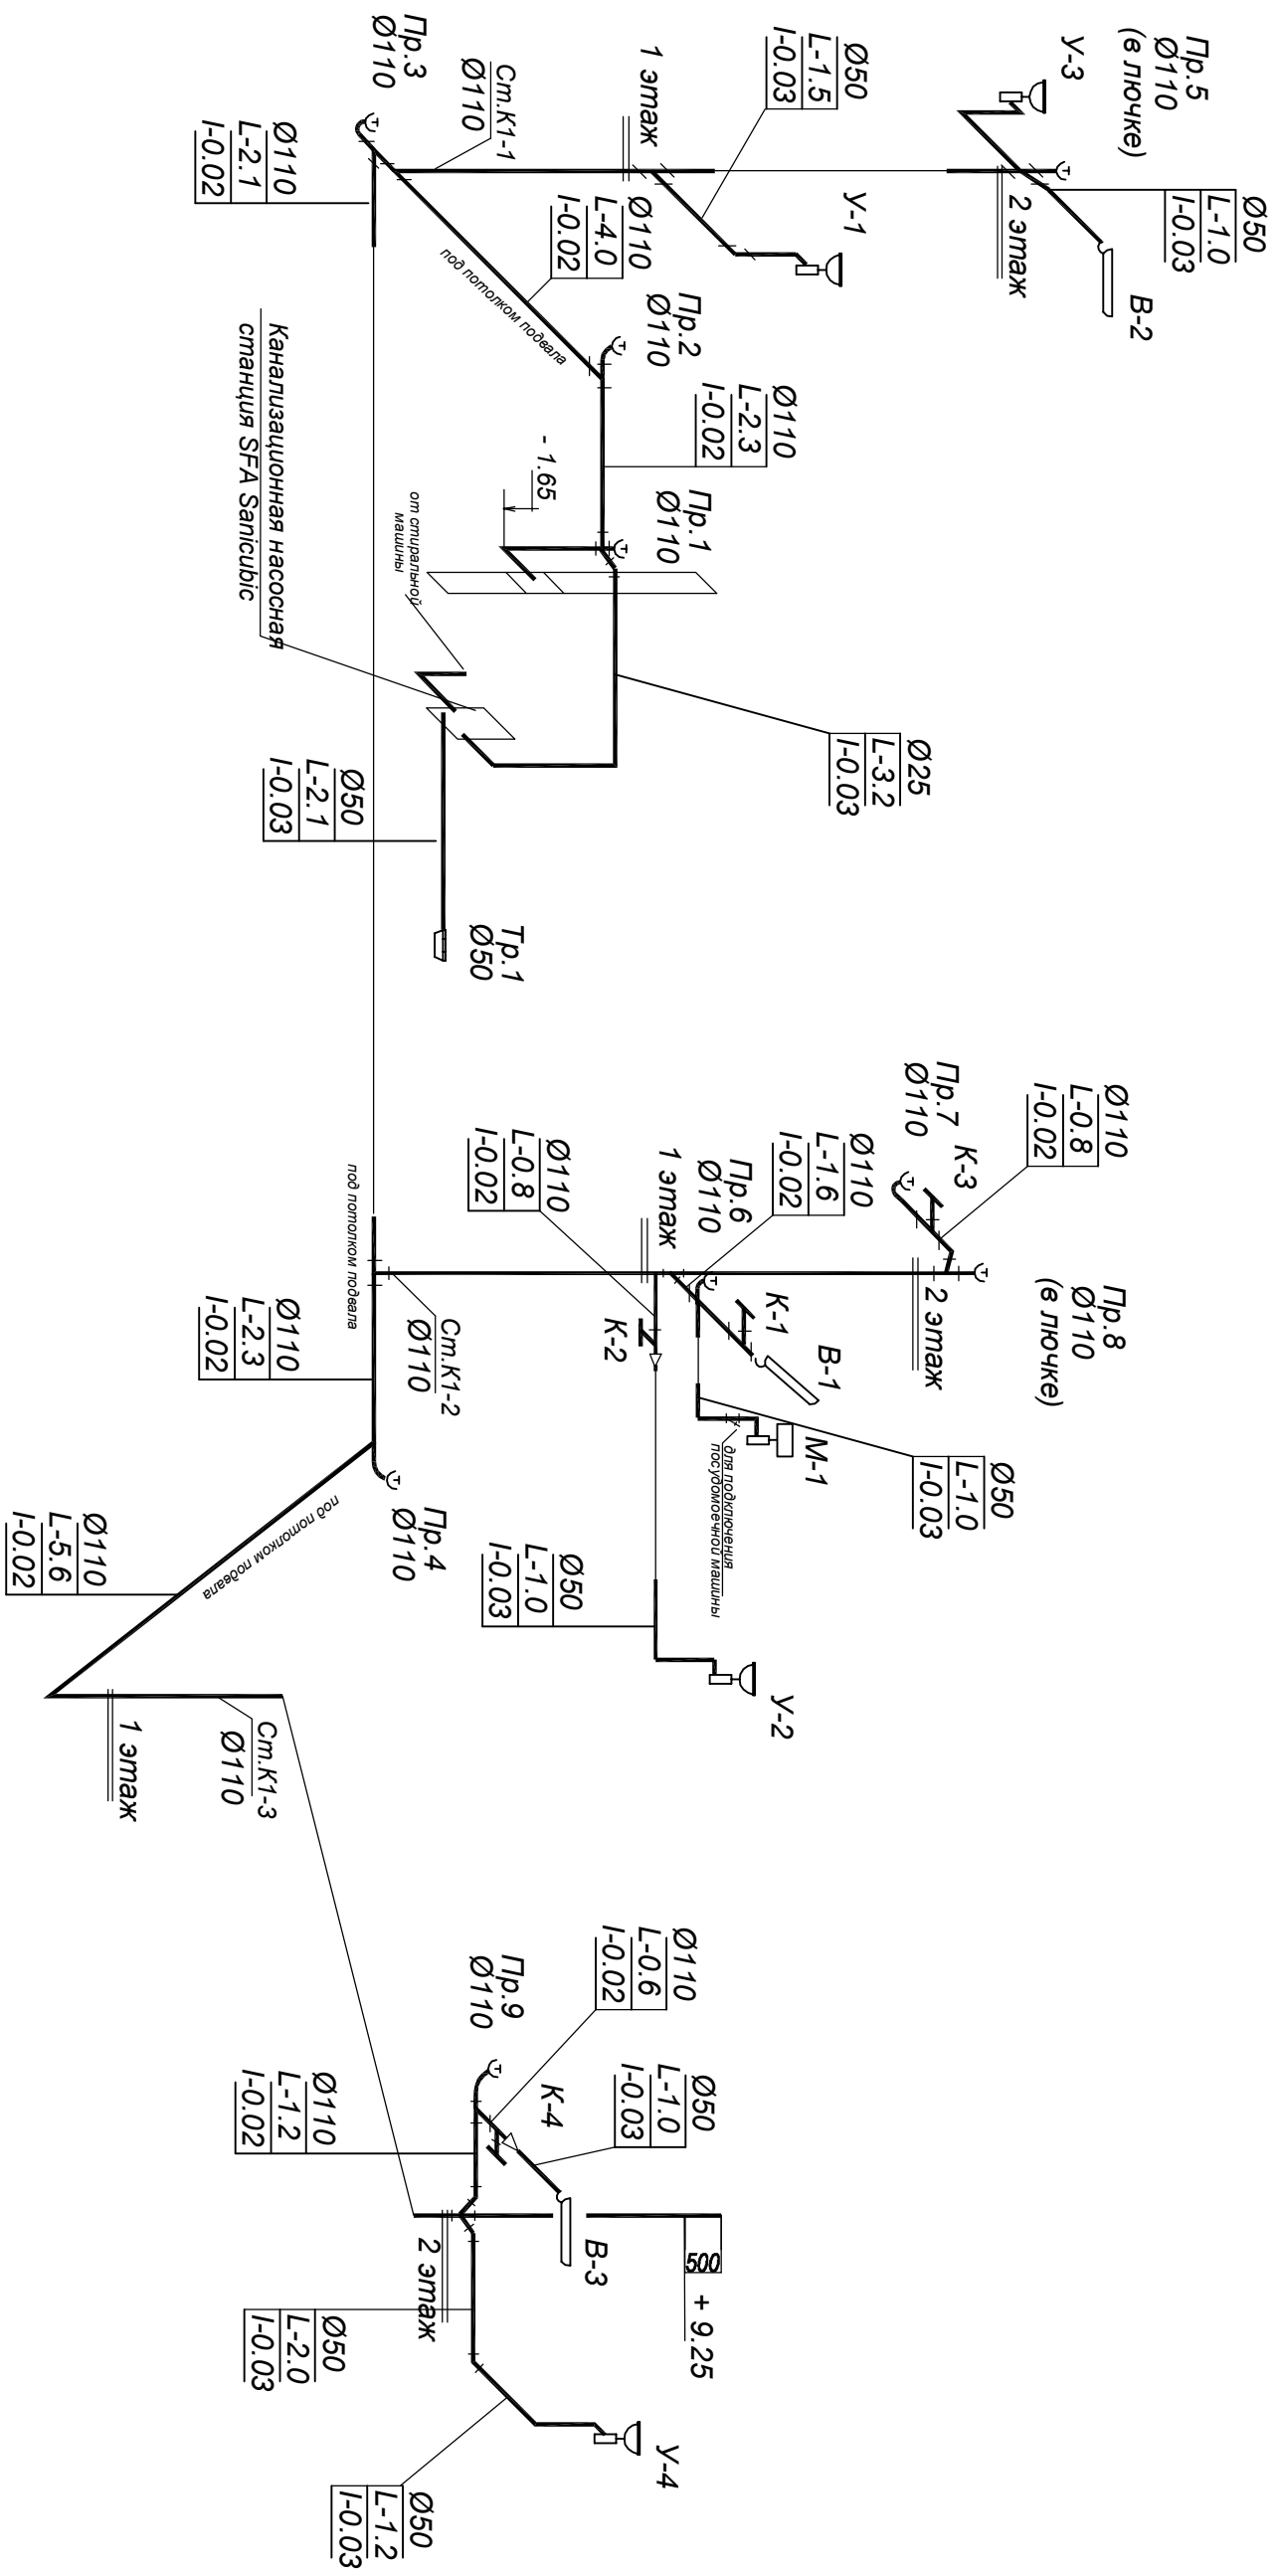 Пр.5
Ø110
(в лючке)
У-3
Ø50
L-1.0
I-0.03
В-2
2 этаж
Ø50
L-1.5
I-0.03
1 этаж
У-1
Пр.3
Ø110
Ст.К1-1
Ø110
Ø110
L-2.1
I-0.02
Ø110
L-4.0
I-0.02
под потолком подвала
Пр.2
Ø110
Ø110
L-2.3
I-0.02
- 1.65
Пр.1
Ø110
Канализационная насосная
станция SFA Sanicubic
от стиральной
машины
Ø25
L-3.2
I-0.03
Ø50
L-2.1
I-0.03
Тр.1
Ø50
Ø110
L-0.8
I-0.02
К-3
Пр.7
Ø110
Пр.8
Ø110
(в лючке)
2 этаж
Ø110
L-1.6
I-0.02
Пр.6
Ø110
1 этаж
К-1
В-1
М-1
Ø110
L-0.8
I-0.02
К-2
для подключения
посудомоечной машины
Ø50
L-1.0
I-0.03
Ø50
L-1.0
I-0.03
У-2
под потолком подвала
Ст.К1-2
Ø110
Ø110
L-2.3
I-0.02
Пр.4
Ø110
под потолком подвала
Ø110
L-5.6
I-0.02
Ст.К1-3
Ø110
1 этаж
Ø110
L-0.6
I-0.02
Пр.9
Ø110
Ø50
L-1.0
I-0.03
К-4
Ø110
L-1.2
I-0.02
В-3
500
+ 9.25
2 этаж
Ø50
L-2.0
I-0.03
У-4
Ø50
L-1.2
I-0.03